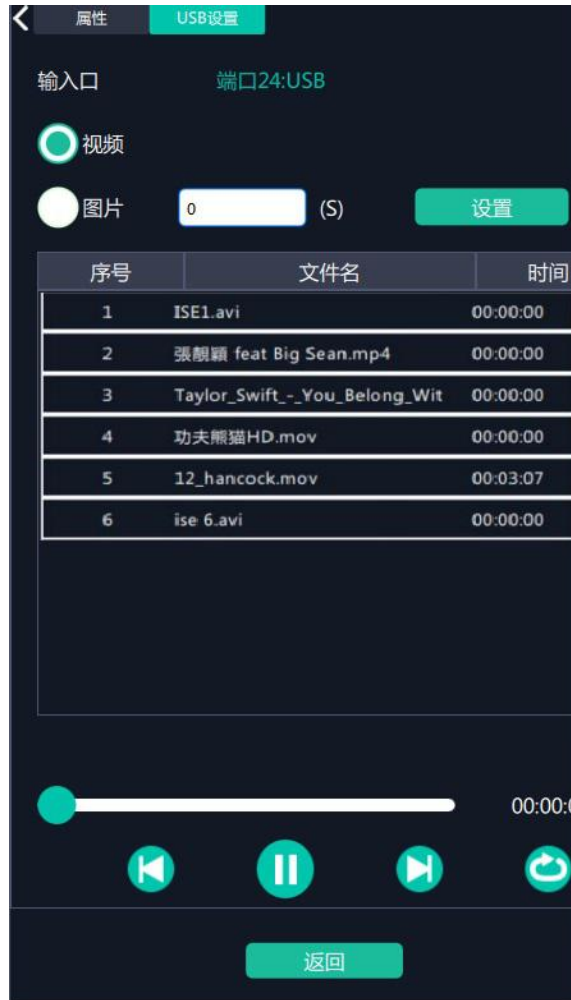 属性 USB设置
输入口 端口24:USB
视频
图片 0 (S) 设置
序号 文件名 时间
1 ISE1.avi 00:00:00
2 張靚穎 feat Big Sean.mp4 00:00:00
3 Taylor_Swift_-_You_Belong_Wit 00:00:00
4 功夫熊猫HD.mov 00:00:00
5 12_hancock.mov 00:03:07
6 ise 6.avi 00:00:00
00:00:
返回